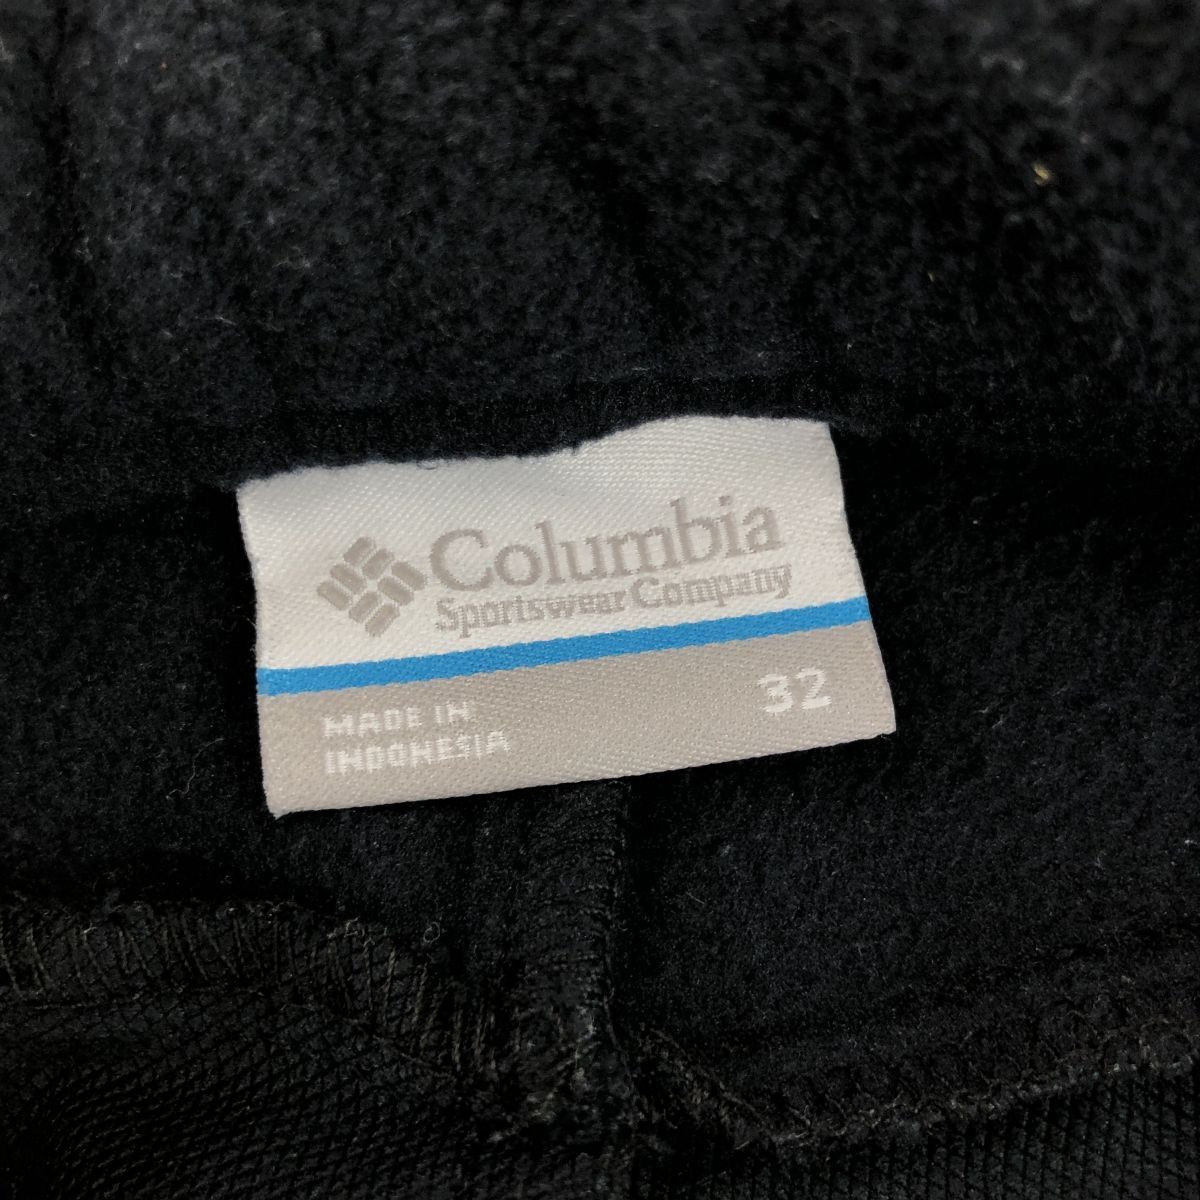 Columbia
Sportswear Company
MADE IN
INDONESIA
32